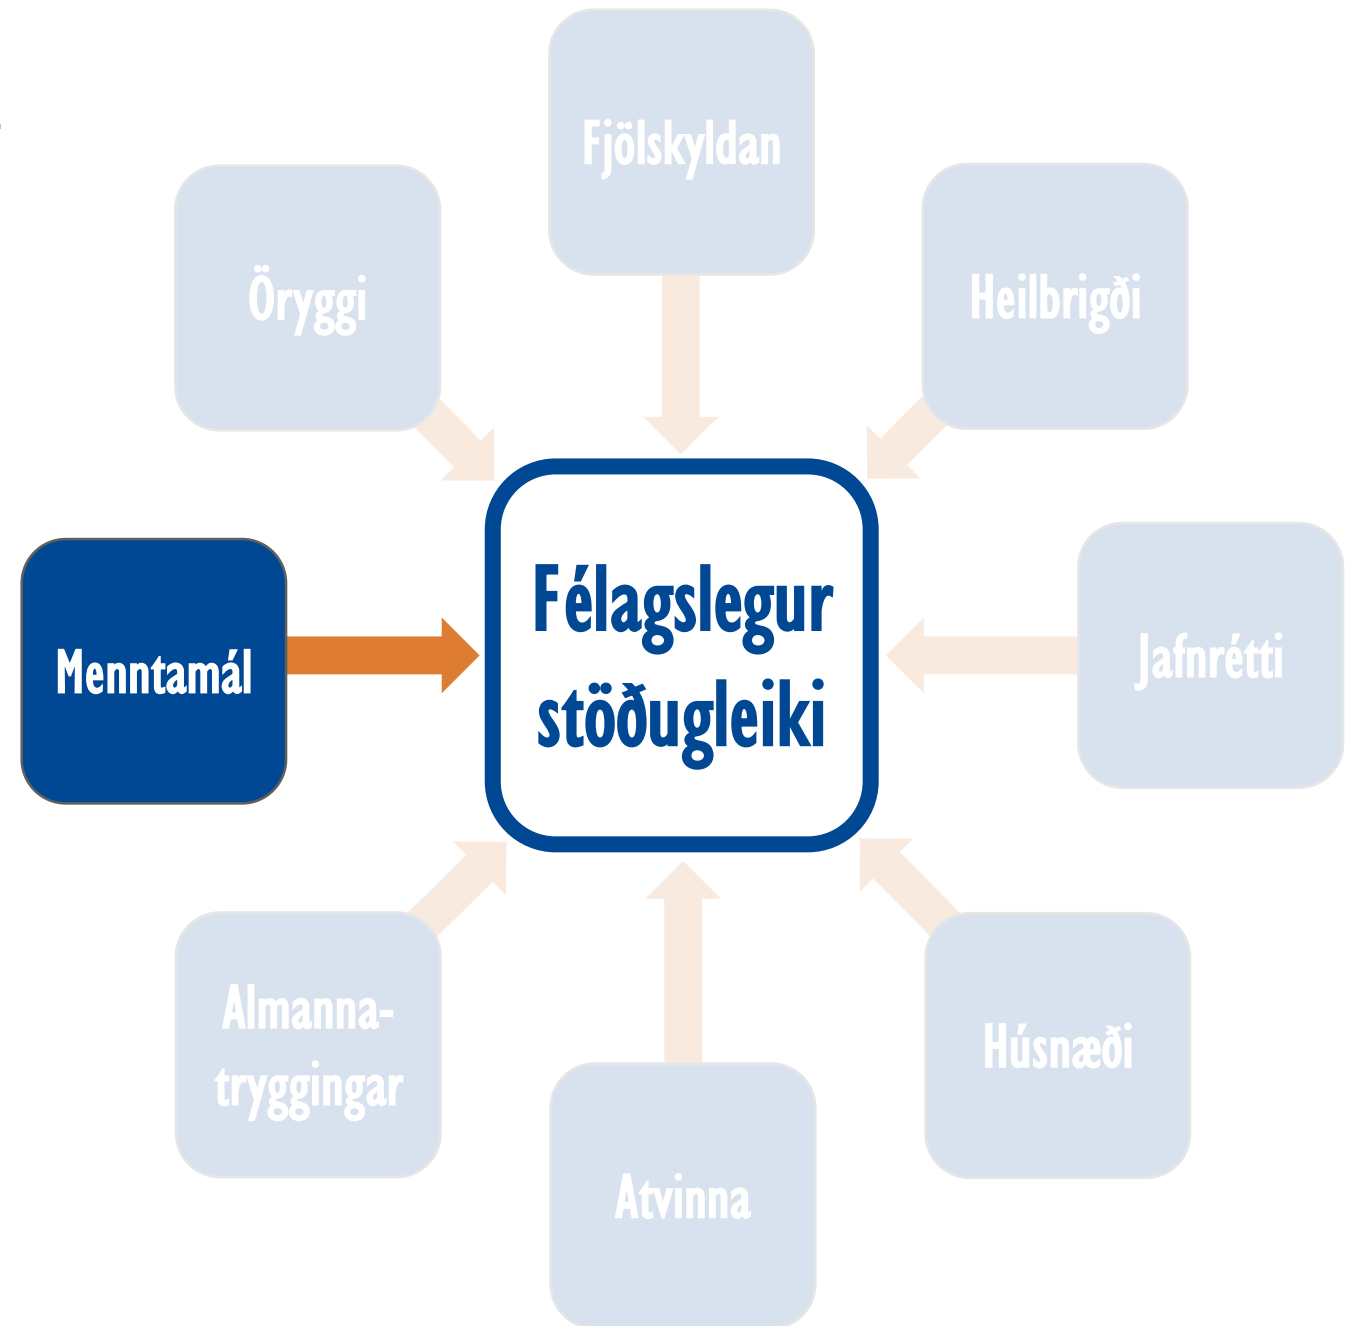 Fjölskyldan
Öryggi
Heilbrigði
Félagslegur
stöðugleiki
Menntamál
Jafnrétti
Almanna-
tryggingar
Húsnæði
Atvinna